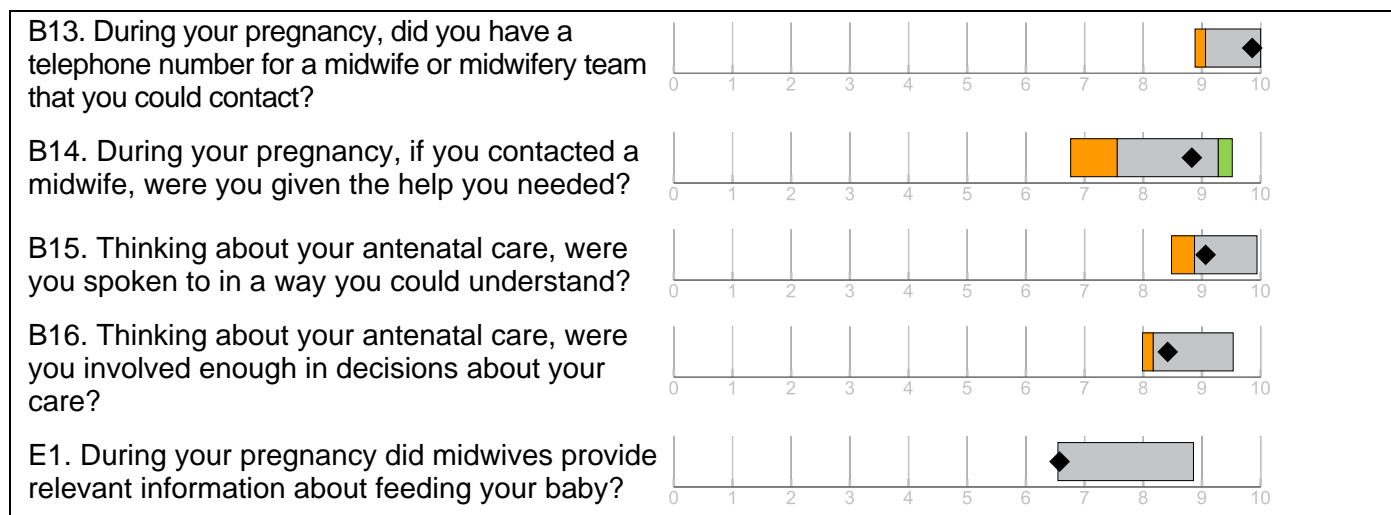 B13. During your pregnancy, did you have a
telephone number for a midwife or midwifery team
that you could contact?
0 1 2 3 4 5 6 7 8 9 10
B14. During your pregnancy, if you contacted a
midwife, were you given the help you needed?
0 1 2 3 4 5 6 7 8 9 10
B15. Thinking about your antenatal care, were
you spoken to in a way you could understand?
0 1 2 3 4 5 6 7 8 9 10
B16. Thinking about your antenatal care, were
you involved enough in decisions about your
care?
0 1 2 3 4 5 6 7 8 9 10
E1. During your pregnancy did midwives provide
relevant information about feeding your baby?
0 1 2 3 4 5 6 7 8 9 10